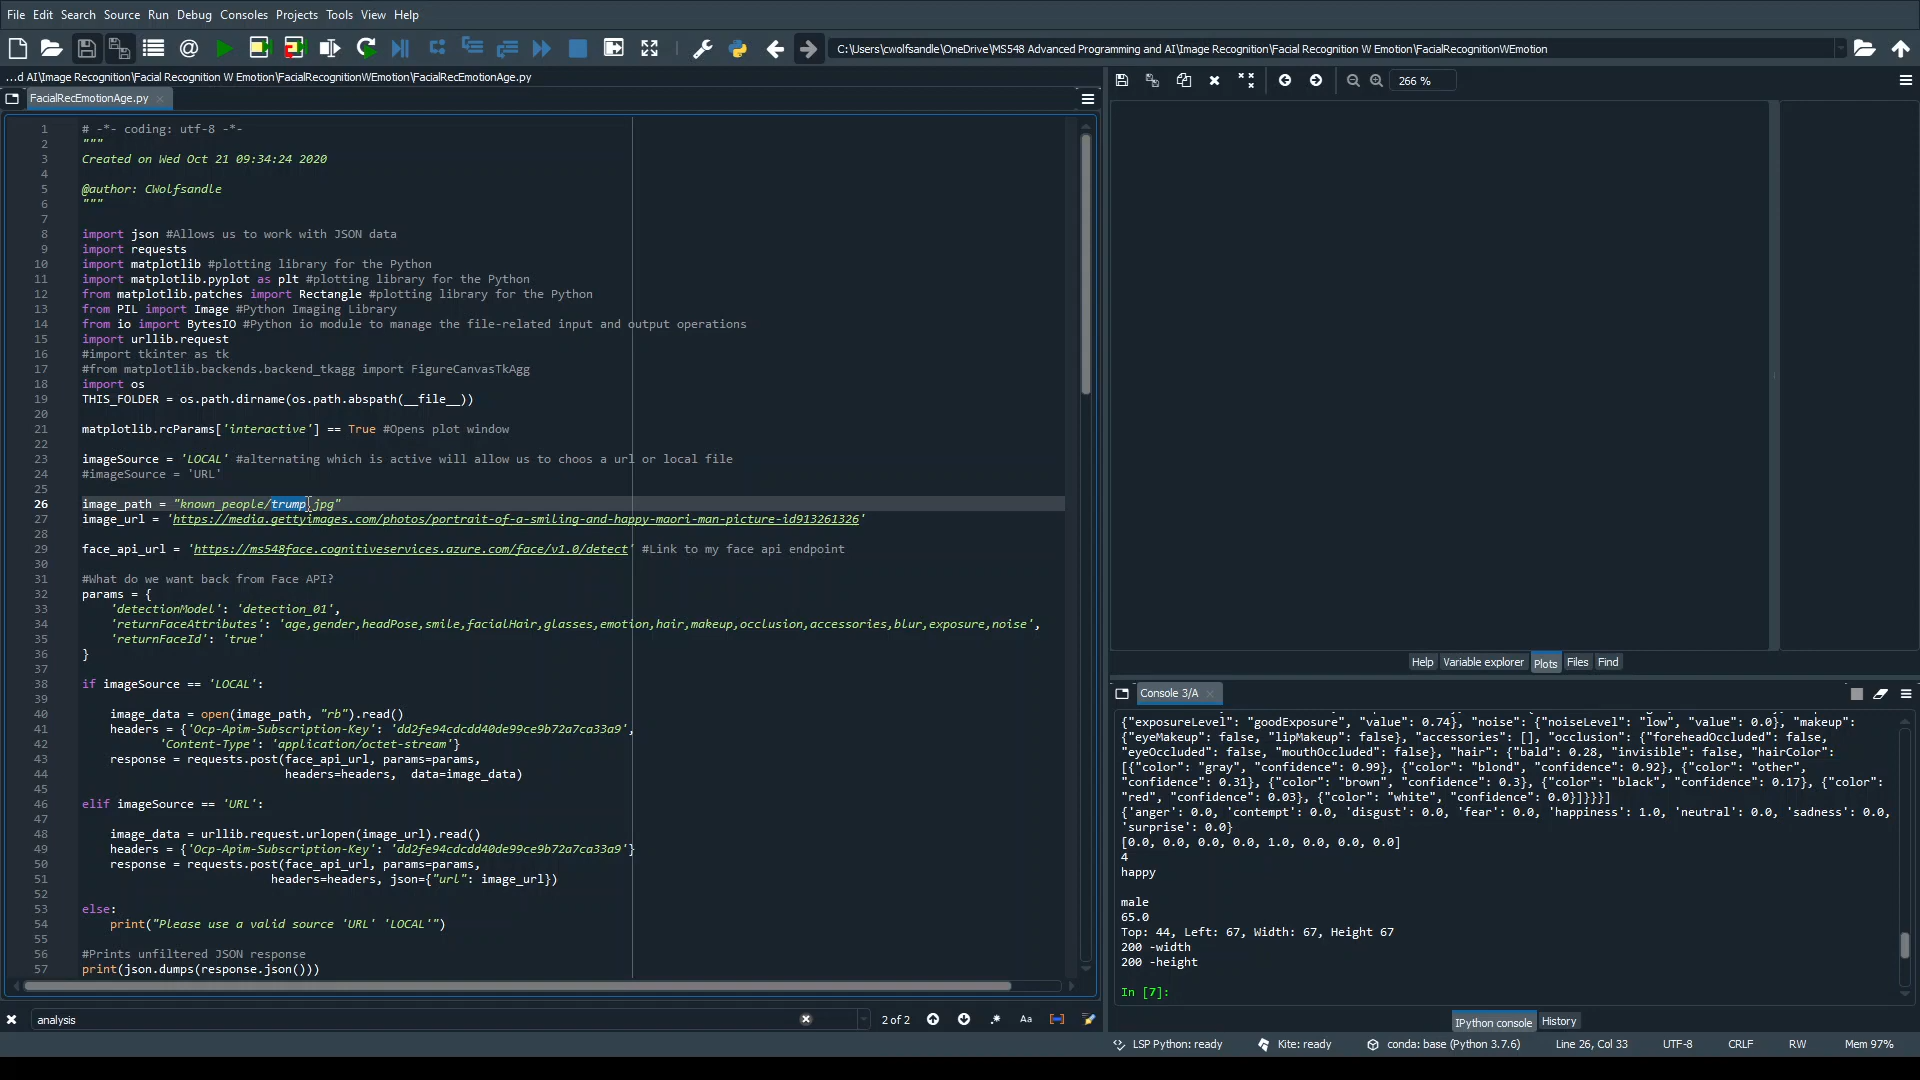 File Edit Search Source Run Debug Consoles Projects Tools View Help
C:\Users\cwolfsandle\OneDrive\MS548 Advanced Programming and AI\Image Recognition\Facial Recognition W Emotion\FacialRecognitionWEmotion
...d AI\Image Recognition\Facial Recognition W Emotion\FacialRecognitionWEmotion\FacialRecEmotionAge.py
FacialRecEmotionAge.py
266 %
1 # -*- coding: utf-8 -*-
2 """
3 Created on Wed Oct 21 09:34:24 2020
4
5 @author: CWolfsandle
6 """
7
8 import json #Allows us to work with JSON data
9 import requests
10 import matplotlib #plotting library for the Python
11 import matplotlib.pyplot as plt #plotting library for the Python
12 from matplotlib.patches import Rectangle #plotting library for the Python
13 from PIL import Image #Python Imaging Library
14 from io import BytesIO #Python io module to manage the file-related input and output operations
15 import urllib.request
16 #import tkinter as tk
17 #from matplotlib.backends.backend_tkagg import FigureCanvasTkAgg
18 import os
19 THIS_FOLDER = os.path.dirname(os.path.abspath(__file__))
20
21 matplotlib.rcParams['interactive'] == True #Opens plot window
22
23 imageSource = 'LOCAL' #alternating which is active will allow us to choos a url or local file
24 #imageSource = 'URL'
25
26 image_path = "known_people/trump.jpg"
27 image_url = 'https://media.gettyimages.com/photos/portrait-of-a-smiling-and-happy-maori-man-picture-id913261326'
28
29 face_api_url = 'https://ms548face.cognitiveservices.azure.com/face/v1.0/detect' #Link to my face api endpoint
30
31 #What do we want back from Face API?
32 params = {
33 'detectionModel': 'detection_01',
34 'returnFaceAttributes': 'age,gender,headPose,smile,facialHair,glasses,emotion,hair,makeup,occlusion,accessories,blur,exposure,noise',
35 'returnFaceId': 'true'
36 }
37
38 if imageSource == 'LOCAL':
39
40 image_data = open(image_path, "rb").read()
41 headers = {'Ocp-Apim-Subscription-Key': 'dd2fe94cdcdd40de99ce9b72a7ca33a9',
42 'Content-Type': 'application/octet-stream'}
43 response = requests.post(face_api_url, params=params,
44 headers=headers, data=image_data)
45
46 elif imageSource == 'URL':
47
48 image_data = urllib.request.urlopen(image_url).read()
49 headers = {'Ocp-Apim-Subscription-Key': 'dd2fe94cdcdd40de99ce9b72a7ca33a9'}
50 response = requests.post(face_api_url, params=params,
51 headers=headers, json={"url": image_url})
52
53 else:
54 print("Please use a valid source 'URL' 'LOCAL'")
55
56 #Prints unfiltered JSON response
57 print(json.dumps(response.json()))
analysis
2 of 2
Aa
Help Variable explorer Plots Files Find
Console 3/A
{"exposureLevel": "goodExposure", "value": 0.74}, "noise": {"noiseLevel": "low", "value": 0.0}, "makeup":
{"eyeMakeup": false, "lipMakeup": false}, "accessories": [], "occlusion": {"foreheadOccluded": false,
"eyeOccluded": false, "mouthOccluded": false}, "hair": {"bald": 0.28, "invisible": false, "hairColor":
[{"color": "gray", "confidence": 0.99}, {"color": "blond", "confidence": 0.92}, {"color": "other",
"confidence": 0.31}, {"color": "brown", "confidence": 0.3}, {"color": "black", "confidence": 0.17}, {"color":
"red", "confidence": 0.03}, {"color": "white", "confidence": 0.0}]}}}]
{'anger': 0.0, 'contempt': 0.0, 'disgust': 0.0, 'fear': 0.0, 'happiness': 1.0, 'neutral': 0.0, 'sadness': 0.0,
'surprise': 0.0}
[0.0, 0.0, 0.0, 0.0, 1.0, 0.0, 0.0, 0.0]
4
happy
male
65.0
Top: 44, Left: 67, Width: 67, Height 67
200 -width
200 -height
In [7]:
IPython console History
LSP Python: ready Kite: ready conda: base (Python 3.7.6) Line 26, Col 33 UTF-8 CRLF RW Mem 97%